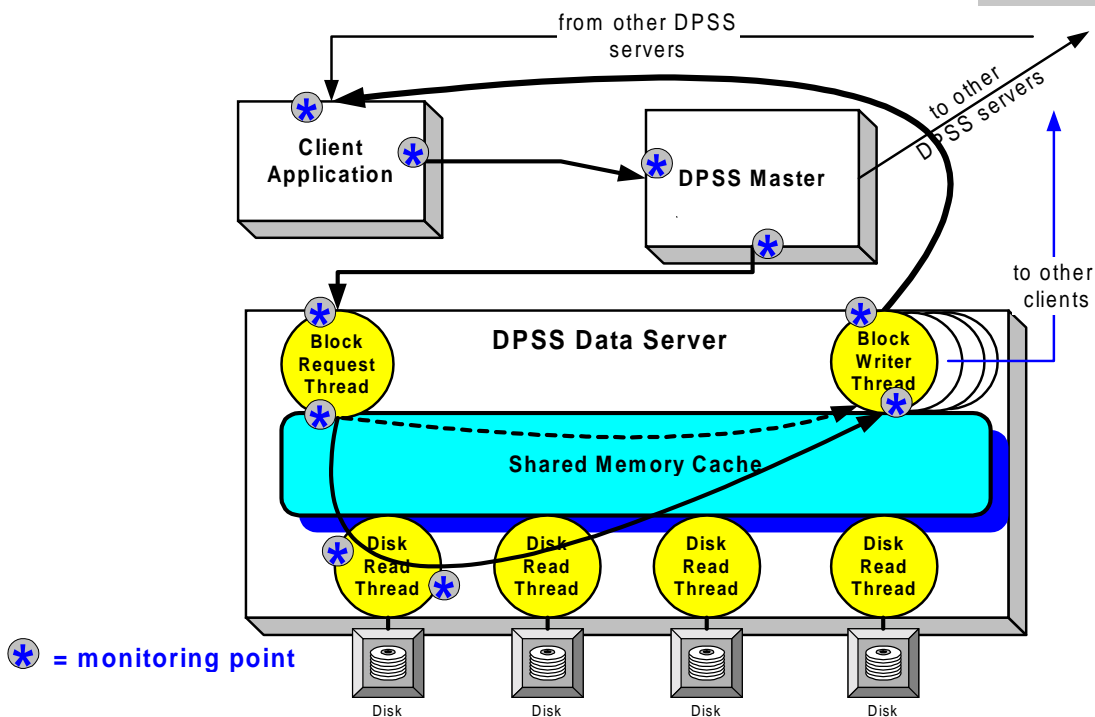 from other DPSS
servers
to other
DPSS servers
Client
Application
DPSS Master
to other
clients
DPSS Data Server
Block
Request
Thread
Block
Writer
Thread
Shared Memory Cache
Disk
Read
Thread
Disk
Read
Thread
Disk
Read
Thread
Disk
Read
Thread
* = monitoring point
Disk
Disk
Disk
Disk